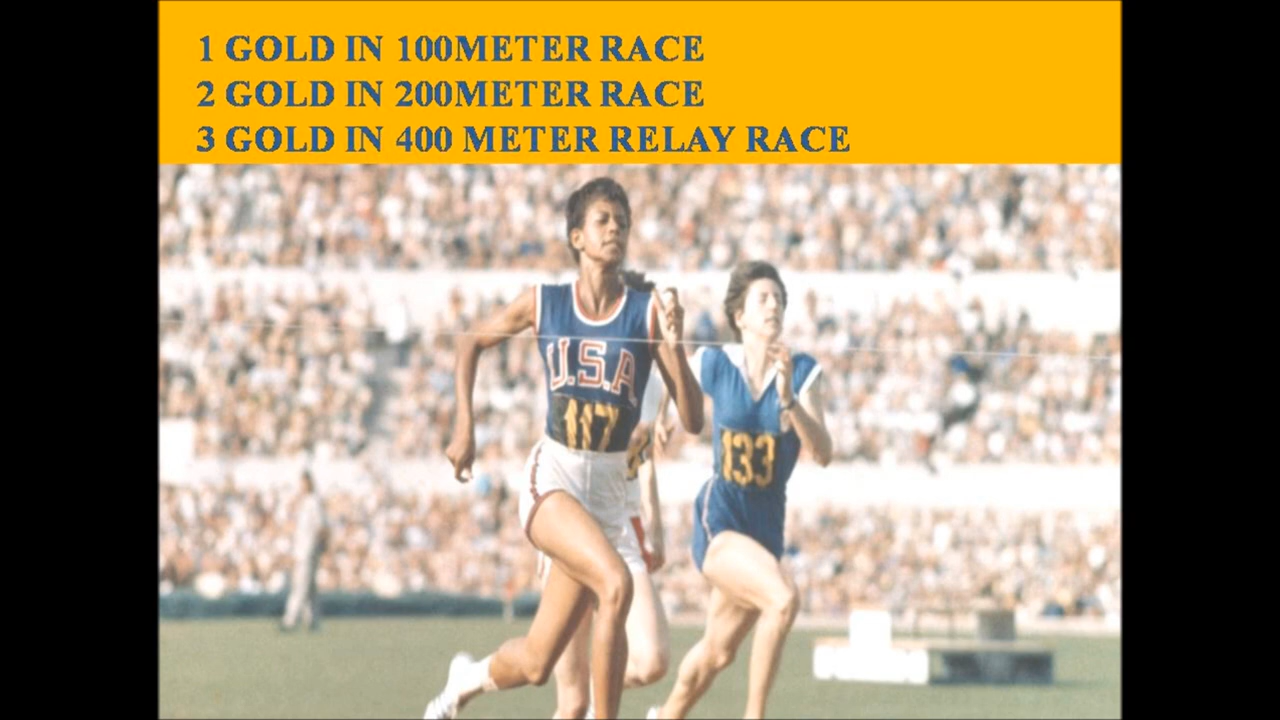 1 GOLD IN 100METER RACE
2 GOLD IN 200METER RACE
3 GOLD IN 400 METER RELAY RACE
U.S.A
117
133